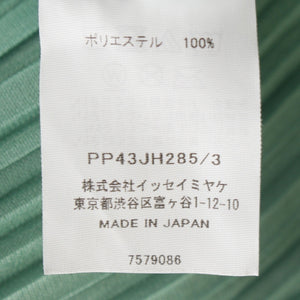 ポリエステル 100%
PP43JH285/3
株式会社イッセイミヤケ
東京都渋谷区富ヶ谷1-12-10
MADE IN JAPAN
7579086